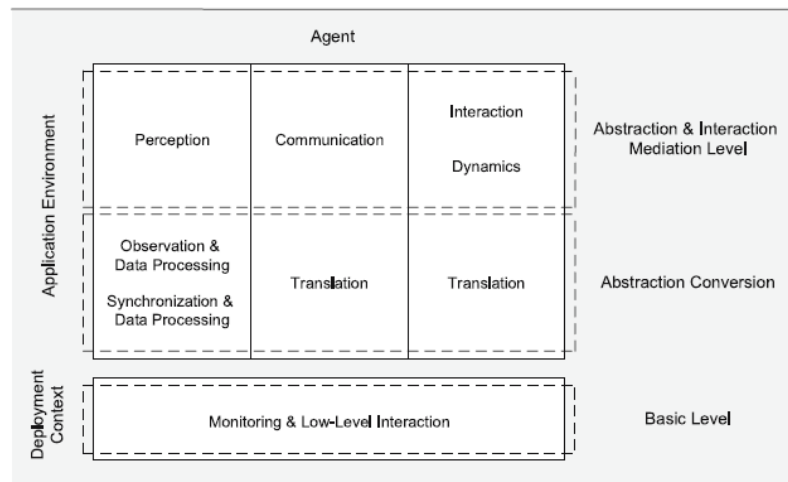 Agent
Application Environment
Perception
Communication
Interaction
Dynamics
Abstraction & Interaction
Mediation Level
Observation &
Data Processing
Synchronization &
Data Processing
Translation
Translation
Abstraction Conversion
Deployment
Context
Monitoring & Low-Level Interaction
Basic Level